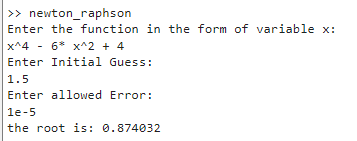 >> newton_raphson
Enter the function in the form of variable x:
x^4 - 6* x^2 + 4
Enter Initial Guess:
1.5
Enter allowed Error:
1e-5
the root is: 0.874032